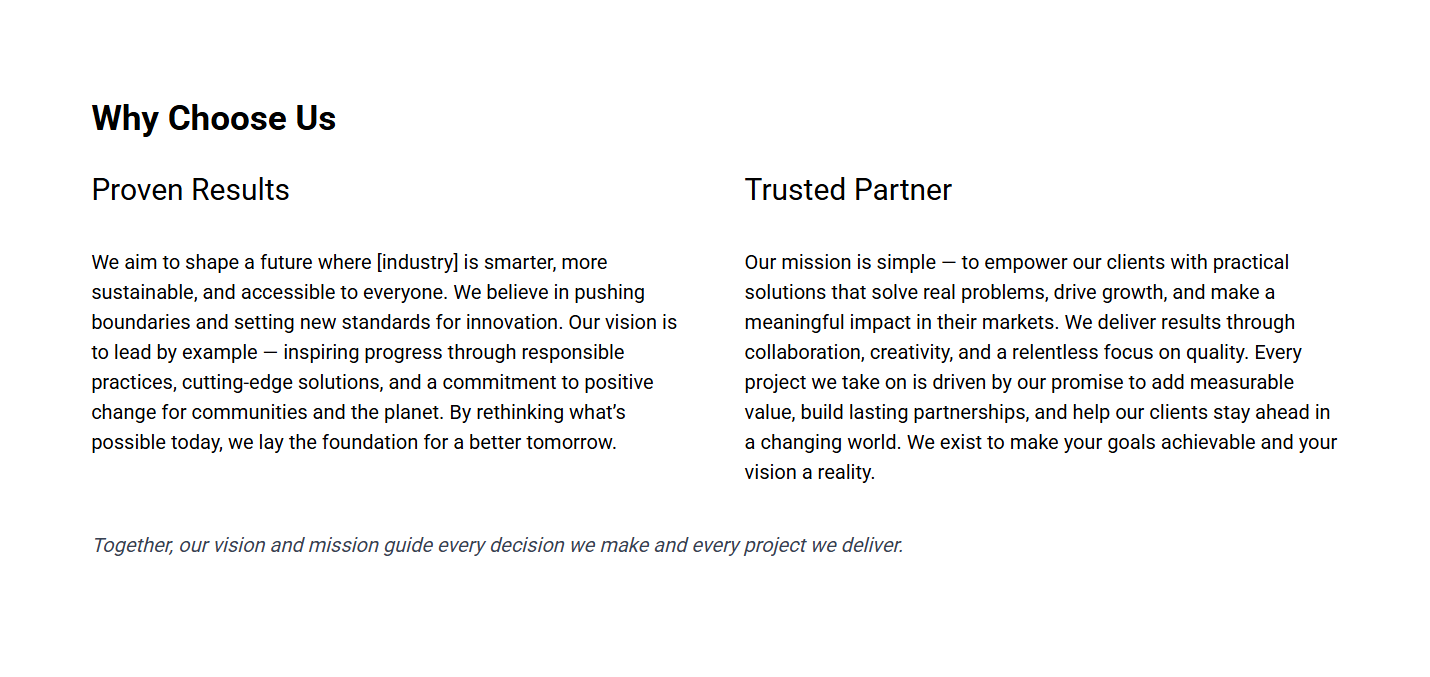 Why Choose Us
Proven Results
We aim to shape a future where [industry] is smarter, more
sustainable, and accessible to everyone. We believe in pushing
boundaries and setting new standards for innovation. Our vision is
to lead by example — inspiring progress through responsible
practices, cutting-edge solutions, and a commitment to positive
change for communities and the planet. By rethinking what’s
possible today, we lay the foundation for a better tomorrow.
Trusted Partner
Our mission is simple — to empower our clients with practical
solutions that solve real problems, drive growth, and make a
meaningful impact in their markets. We deliver results through
collaboration, creativity, and a relentless focus on quality. Every
project we take on is driven by our promise to add measurable
value, build lasting partnerships, and help our clients stay ahead in
a changing world. We exist to make your goals achievable and your
vision a reality.
Together, our vision and mission guide every decision we make and every project we deliver.